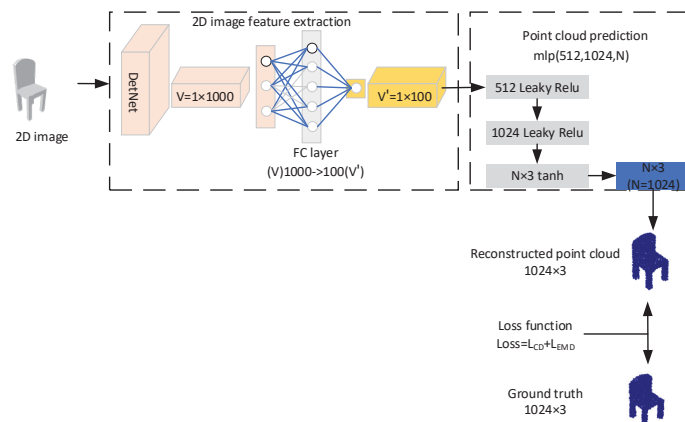 2D image feature extraction
DetNet
V=1×1000
V'=1×100
FC layer
(V)1000->100(V')
2D image
Point cloud prediction
mlp(512,1024,N)
512 Leaky Relu
1024 Leaky Relu
N×3 tanh
N×3
(N=1024)
Reconstructed point cloud
1024×3
Loss function
Loss=LCD+LEMD
Ground truth
1024×3